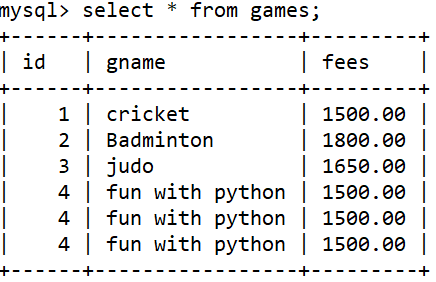 mysql> select * from games;
+------+-----------------+---------+
| id   | gname           | fees    |
+------+-----------------+---------+
|    1 | cricket         | 1500.00 |
|    2 | Badminton       | 1800.00 |
|    3 | judo            | 1650.00 |
|    4 | fun with python | 1500.00 |
|    4 | fun with python | 1500.00 |
|    4 | fun with python | 1500.00 |
+------+-----------------+---------+